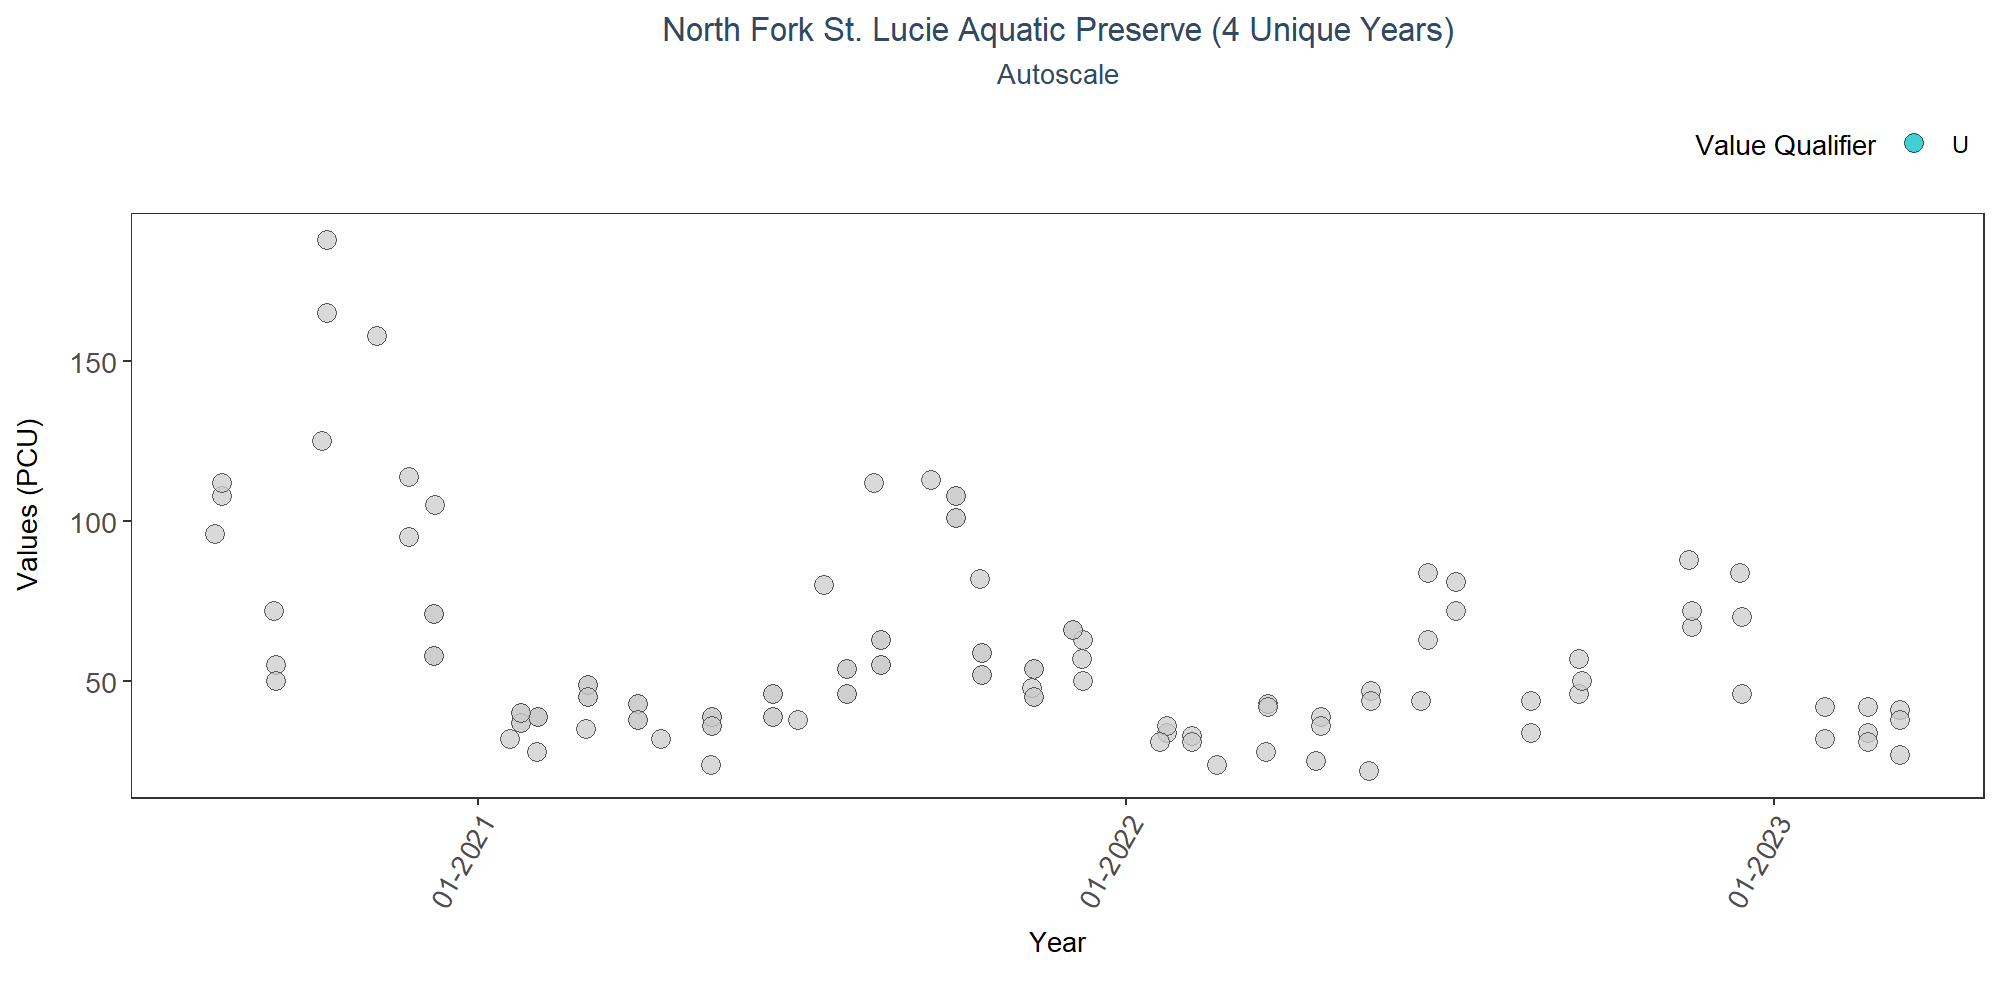 North Fork St. Lucie Aquatic Preserve (4 Unique Years)
Autoscale
Value Qualifier U
Values (PCU)
150
100
50
01-2021
01-2022
01-2023
Year